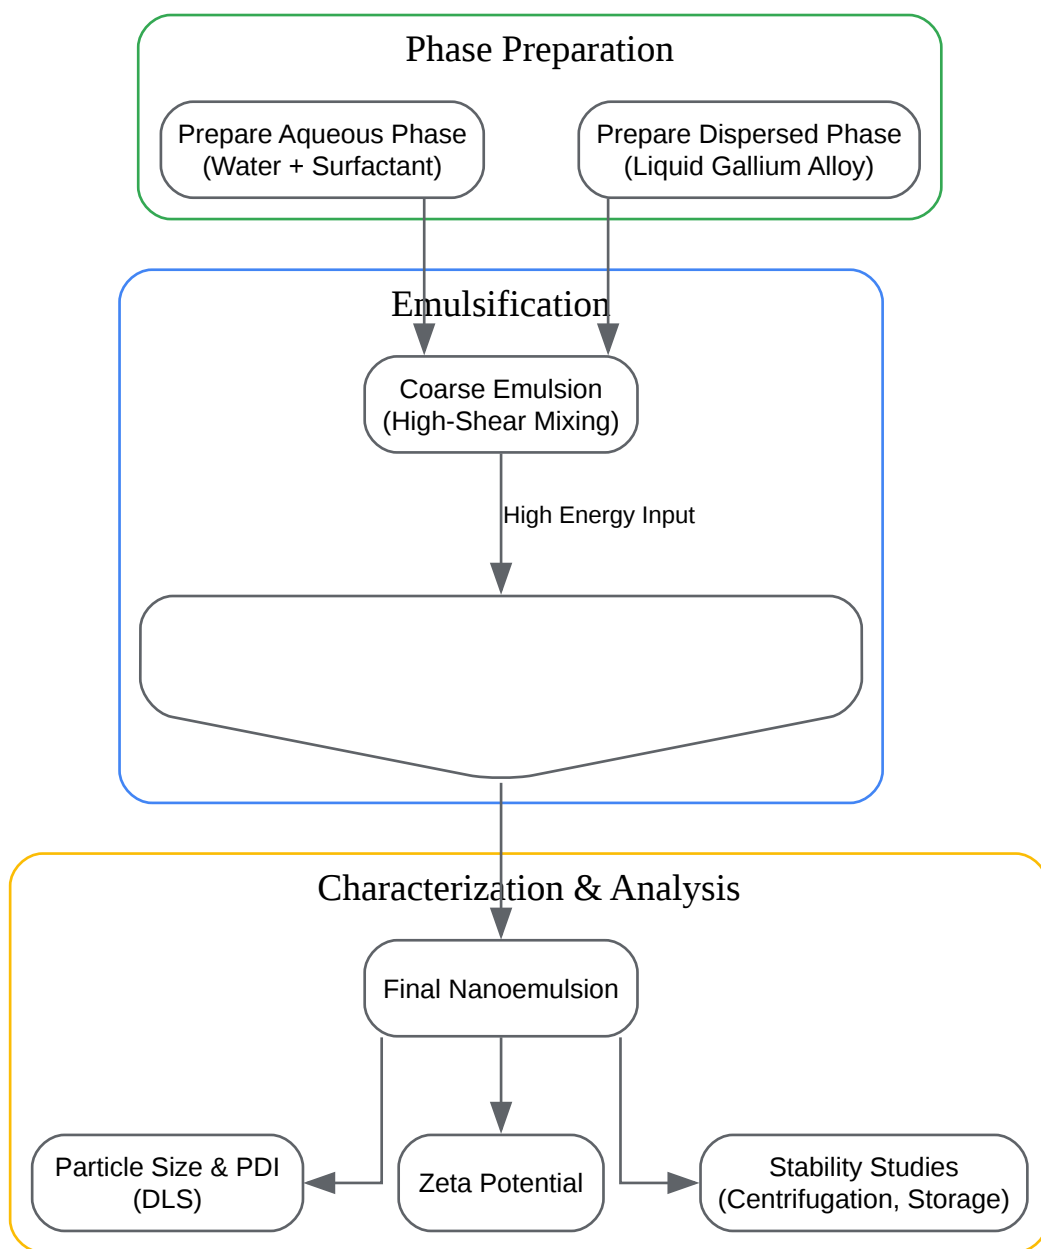 Phase Preparation
Prepare Aqueous Phase
(Water + Surfactant)
Prepare Dispersed Phase
(Liquid Gallium Alloy)
Emulsification
Coarse Emulsion
(High-Shear Mixing)
High Energy Input
Characterization & Analysis
Final Nanoemulsion
Particle Size & PDI
(DLS)
Zeta Potential
Stability Studies
(Centrifugation, Storage)